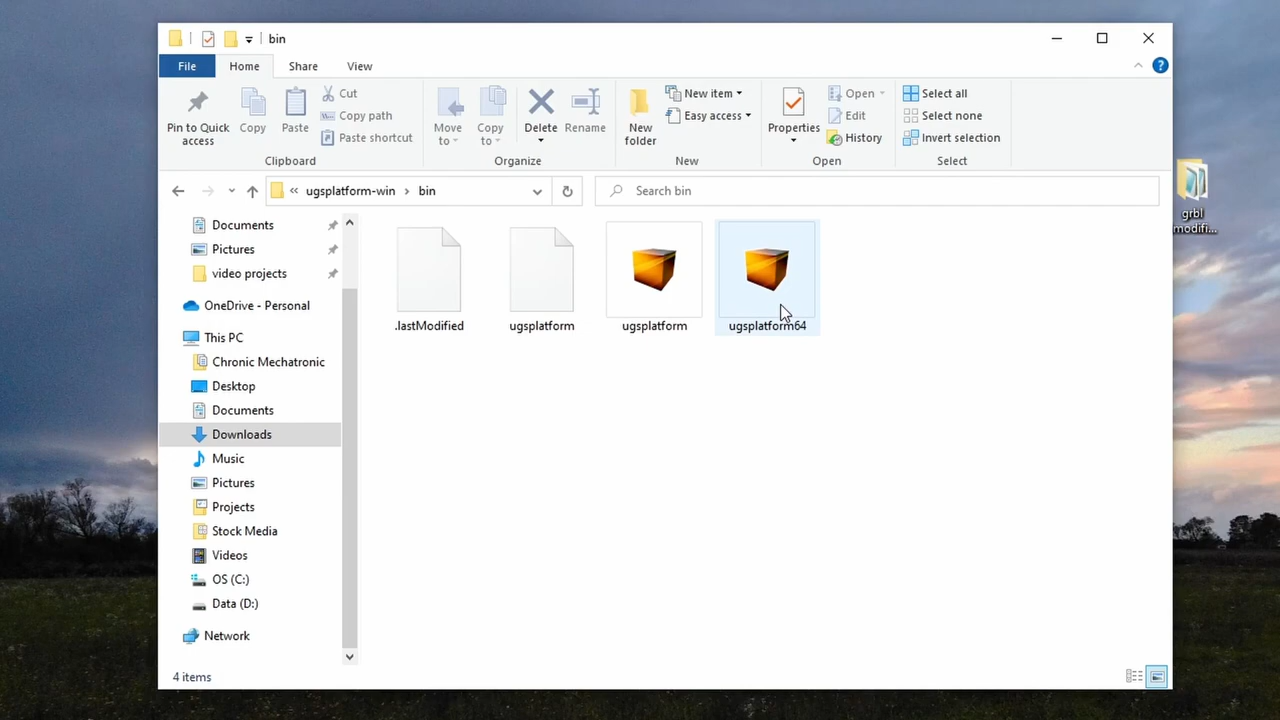 bin
File
Home
Share
View
Pin to Quick
access
Copy
Paste
Cut
Copy path
Paste shortcut
Clipboard
Move
to
Copy
to
Delete
Rename
Organize
New
folder
New item
Easy access
New
Properties
Open
Edit
History
Open
Select all
Select none
Invert selection
Select
« ugsplatform-win › bin
Search bin
Documents
Pictures
video projects
OneDrive - Personal
This PC
Chronic Mechatronic
Desktop
Documents
Downloads
Music
Pictures
Projects
Stock Media
Videos
OS (C:)
Data (D:)
Network
.lastModified
ugsplatform
ugsplatform
ugsplatform64
4 items
grbl
modifi...